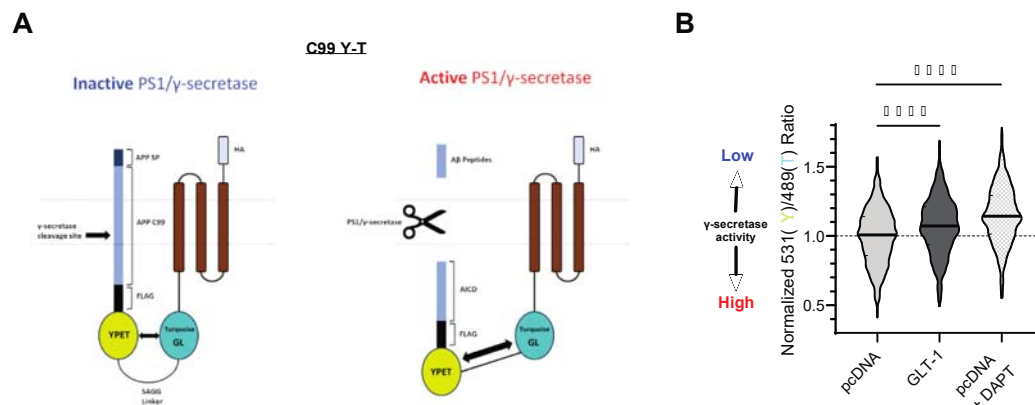 A
C99 Y-T
Inactive PS1/γ-secretase
APP SP
HA
γ-secretase
cleavage site
APP C99
FLAG
YPET
Turquoise
GL
SAGG
Linker
Active PS1/γ-secretase
HA
Aβ Peptides
PS1/γ-secretase
AICD
FLAG
Turquoise
GL
YPET
B
Low
γ-secretase
activity
High
Normalized 531( Y)/489(T) Ratio
1.5
1.0
0.5
pcDNA
GLT-1
pcDNA
+ DAPT